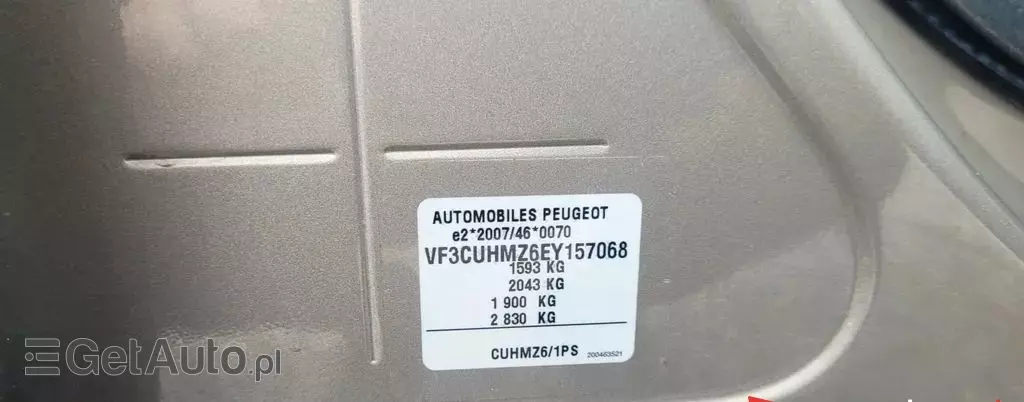 AUTOMOBILES PEUGEOT
e2*2007/46*0070
VF3CUHMZ6EY157068
1593 KG
2043 KG
1 900 KG
2 830 KG
CUHMZ6/1PS 200463521
GetAuto.pl